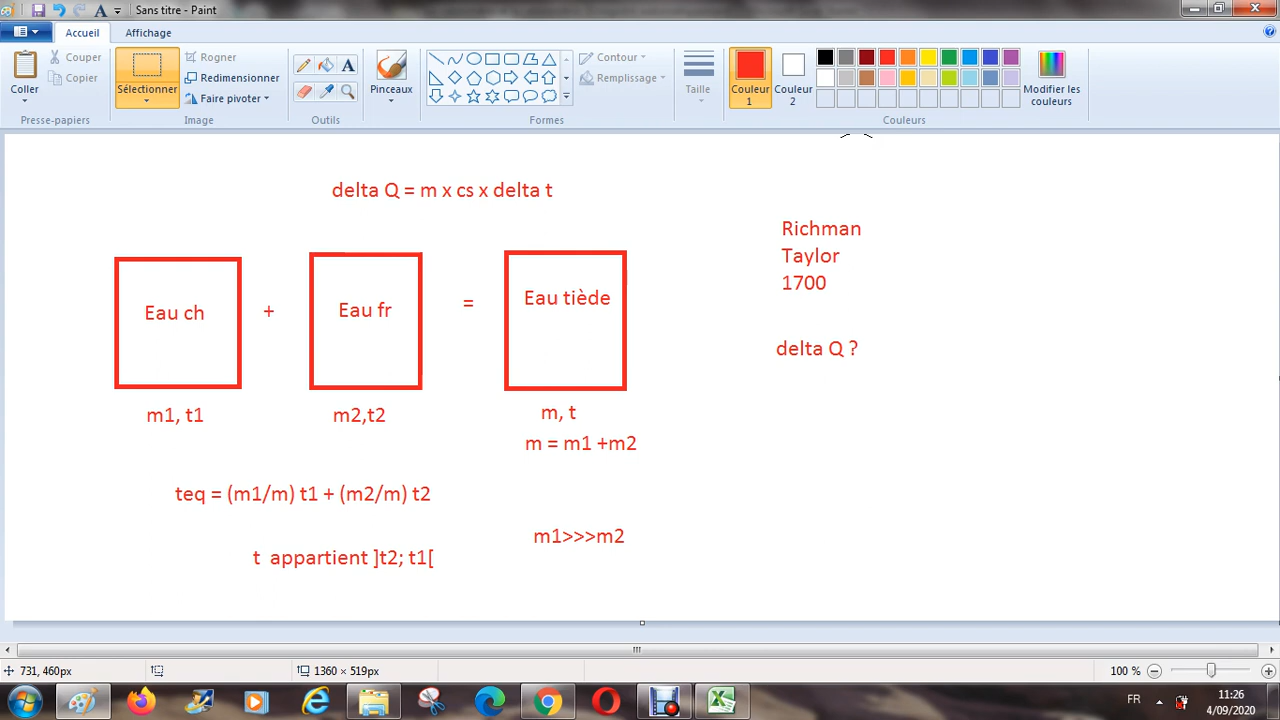 Sans titre - Paint
Accueil
Affichage
Coller
Couper
Copier
Presse-papiers
Sélectionner
Rogner
Redimensionner
Faire pivoter
Image
A
Outils
Pinceaux
Contour
Remplissage
Formes
Taille
Couleur 1
Couleur 2
Modifier les couleurs
Couleurs
delta Q = m x cs x delta t
Richman
Taylor
1700
delta Q ?
Eau ch
+
Eau fr
=
Eau tiède
m1, t1
m2,t2
m, t
m = m1 +m2
teq = (m1/m) t1 + (m2/m) t2
m1>>>m2
t appartient ]t2; t1[
731, 460px
1360 × 519px
100 %
FR
11:26
4/09/2020